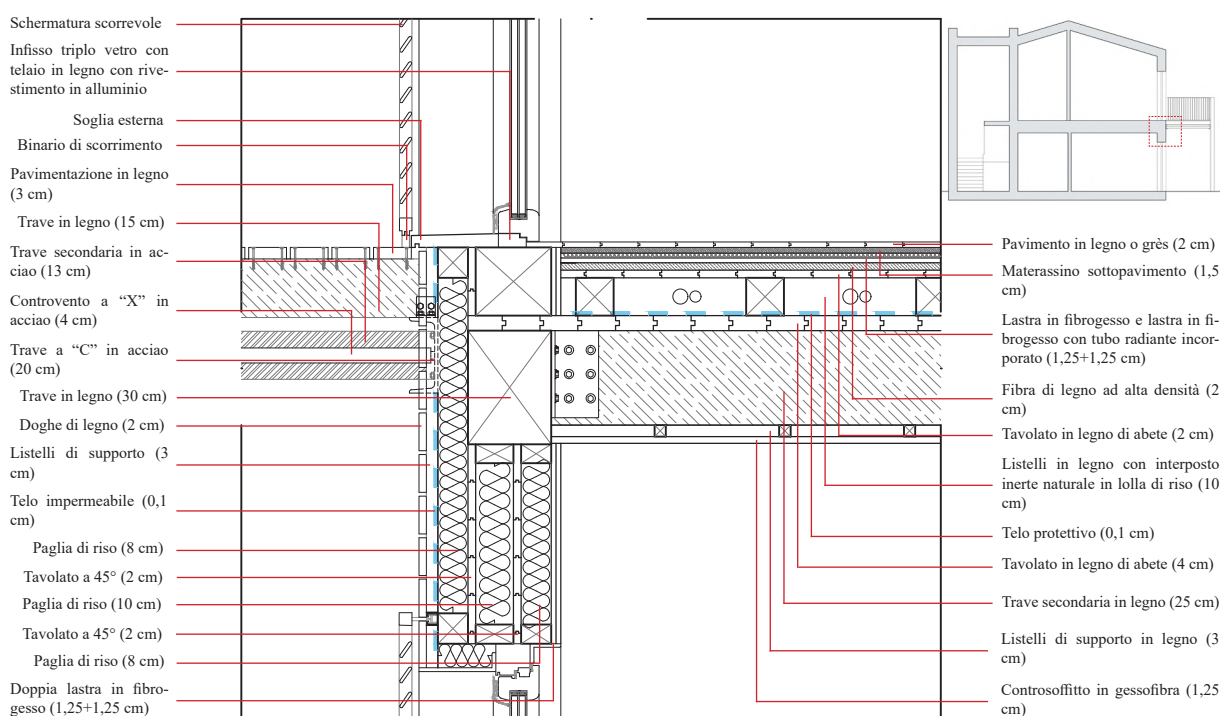 Schermatura scorrevole
Infisso triplo vetro con
telaio in legno con rive-
stimento in alluminio
Soglia esterna
Binario di scorrimento
Pavimentazione in legno
(3 cm)
Trave in legno (15 cm)
Trave secondaria in ac-
ciao (13 cm)
Controvento a “X” in
acciao (4 cm)
Trave a “C” in acciao
(20 cm)
Trave in legno (30 cm)
Doghe di legno (2 cm)
Listelli di supporto (3
cm)
Telo impermeabile (0,1
cm)
Paglia di riso (8 cm)
Tavolato a 45° (2 cm)
Paglia di riso (10 cm)
Tavolato a 45° (2 cm)
Paglia di riso (8 cm)
Doppia lastra in fibro-
gesso (1,25+1,25 cm)
Pavimento in legno o grès (2 cm)
Materassino sottopavimento (1,5
cm)
Lastra in fibrogesso e lastra in fi-
brogesso con tubo radiante incor-
porato (1,25+1,25 cm)
Fibra di legno ad alta densità (2
cm)
Tavolato in legno di abete (2 cm)
Listelli in legno con interposto
inerte naturale in lolla di riso (10
cm)
Telo protettivo (0,1 cm)
Tavolato in legno di abete (4 cm)
Trave secondaria in legno (25 cm)
Listelli di supporto in legno (3
cm)
Controsoffitto in gessofibra (1,25
cm)